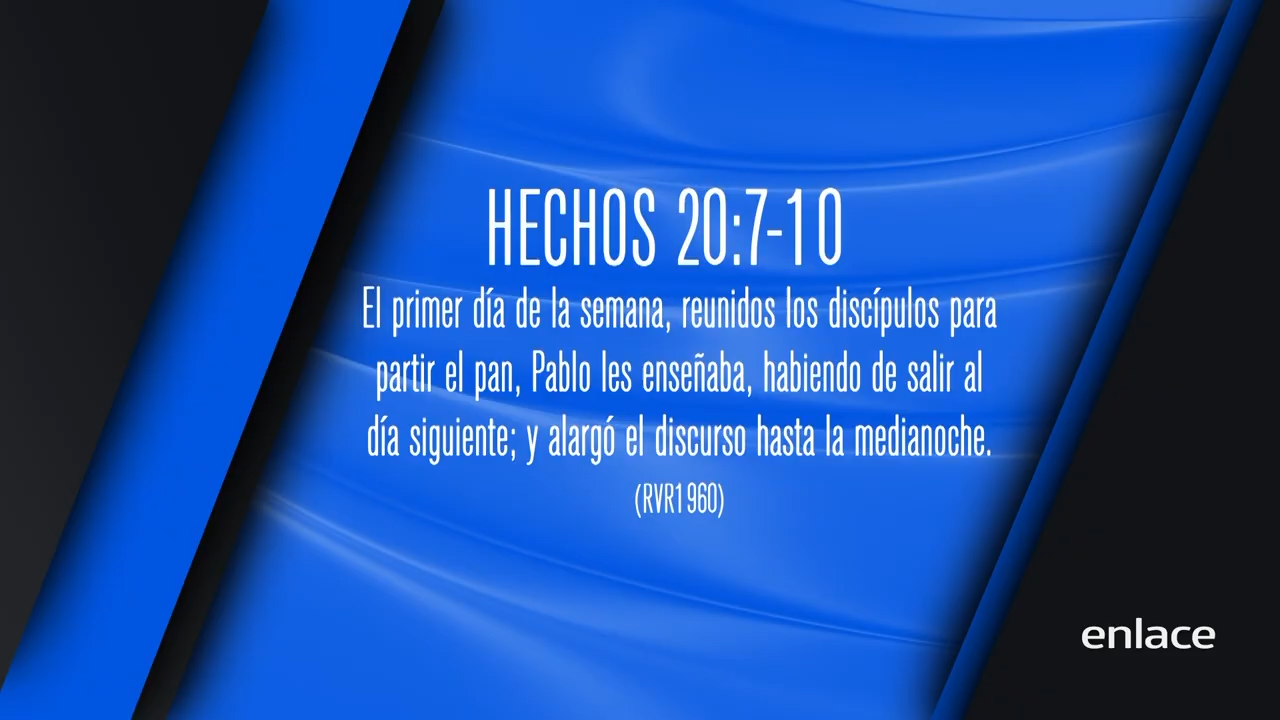 HECHOS 20:7-10
El primer día de la semana, reunidos los discípulos para
partir el pan, Pablo les enseñaba, habiendo de salir al
día siguiente; y alargó el discurso hasta la medianoche.
(RVR1960)
enlace